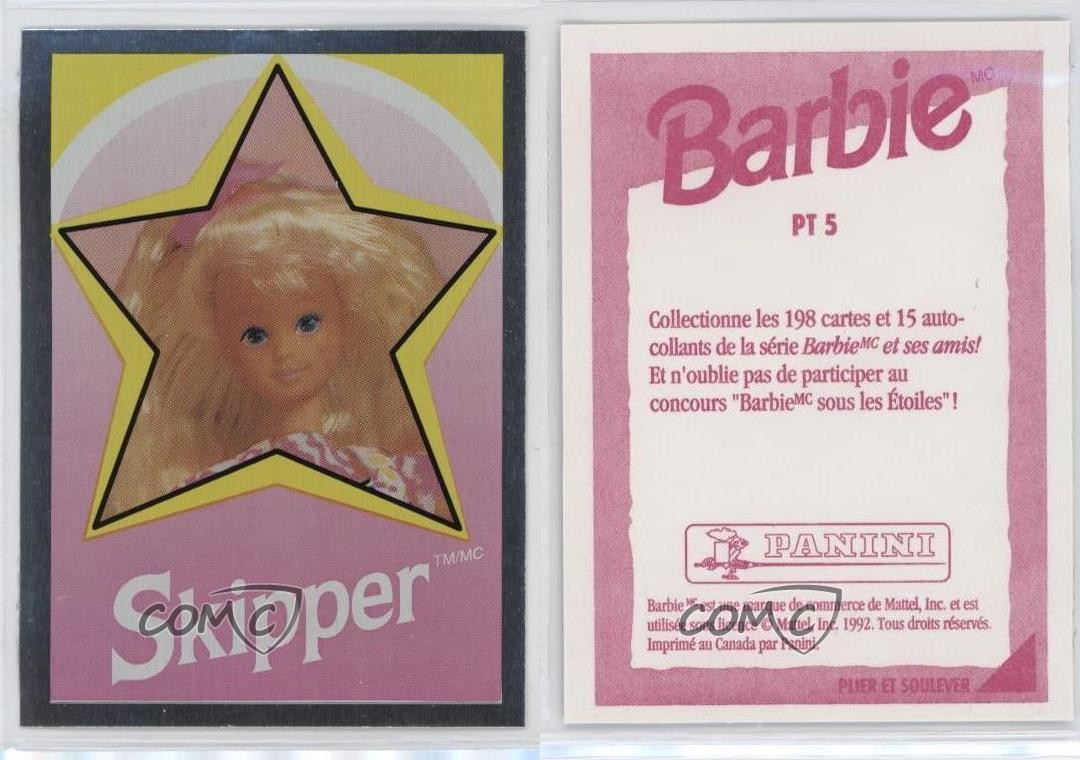 Skipper TM/MC
COMC
Barbie MC
PT 5
Collectionne les 198 cartes et 15 auto-
collants de la série Barbie MC et ses amis!
Et n'oublie pas de participer au
concours "Barbie MC sous les Étoiles"!
PANINI
Barbie MC est une marque de commerce de Mattel, Inc. et est
utilisée sous licence © Mattel, Inc. 1992. Tous droits réservés.
Imprimé au Canada par Panini.
COMC
PLIER ET SOULEVER